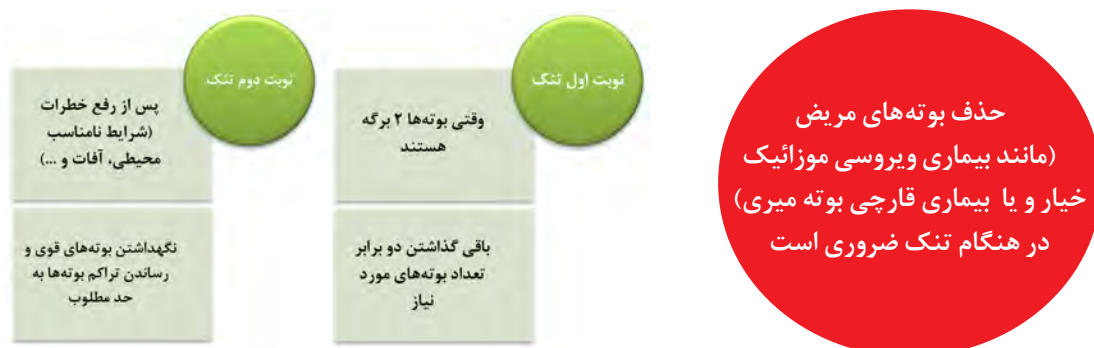 حذف بوته‌های مریض
(مانند بیماری ویروسی موزائیک
خیار و یا بیماری قارچی بوته میری)
در هنگام تنک ضروری است
نوبت اول تنک
وقتی بوته‌ها ۲ برگه
هستند
باقی گذاشتن دو برابر
تعداد بوته‌های مورد
نیاز
نوبت دوم تنک
پس از رفع خطرات
(شرایط نامناسب
محیطی، آفات و ...)
نگهداشتن بوته‌های قوی و
رساندن تراکم بوته‌ها به
حد مطلوب